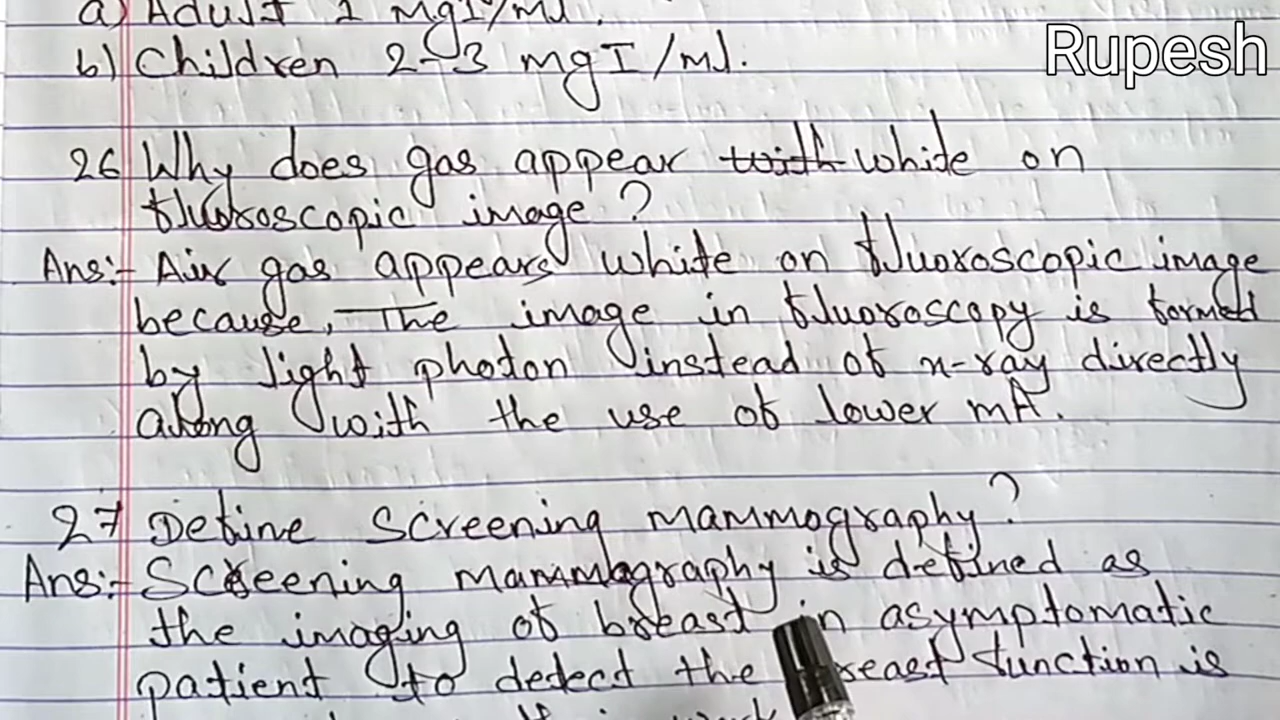 a) Adult 1 mgI/ml.
Rupesh
b) Children 2-3 mgI/ml.
26 Why does gas appear with white on
fluoroscopic image?
Ans:- Air gas appears white on fluoroscopic image
because, The image in fluoroscopy is formed
by light photon instead of x-ray directly
along with the use of lower mA.
27 Define Screening mammography?
Ans:- Screening mammography is defined as
the imaging of breast in asymptomatic
patient to detect the breast function is